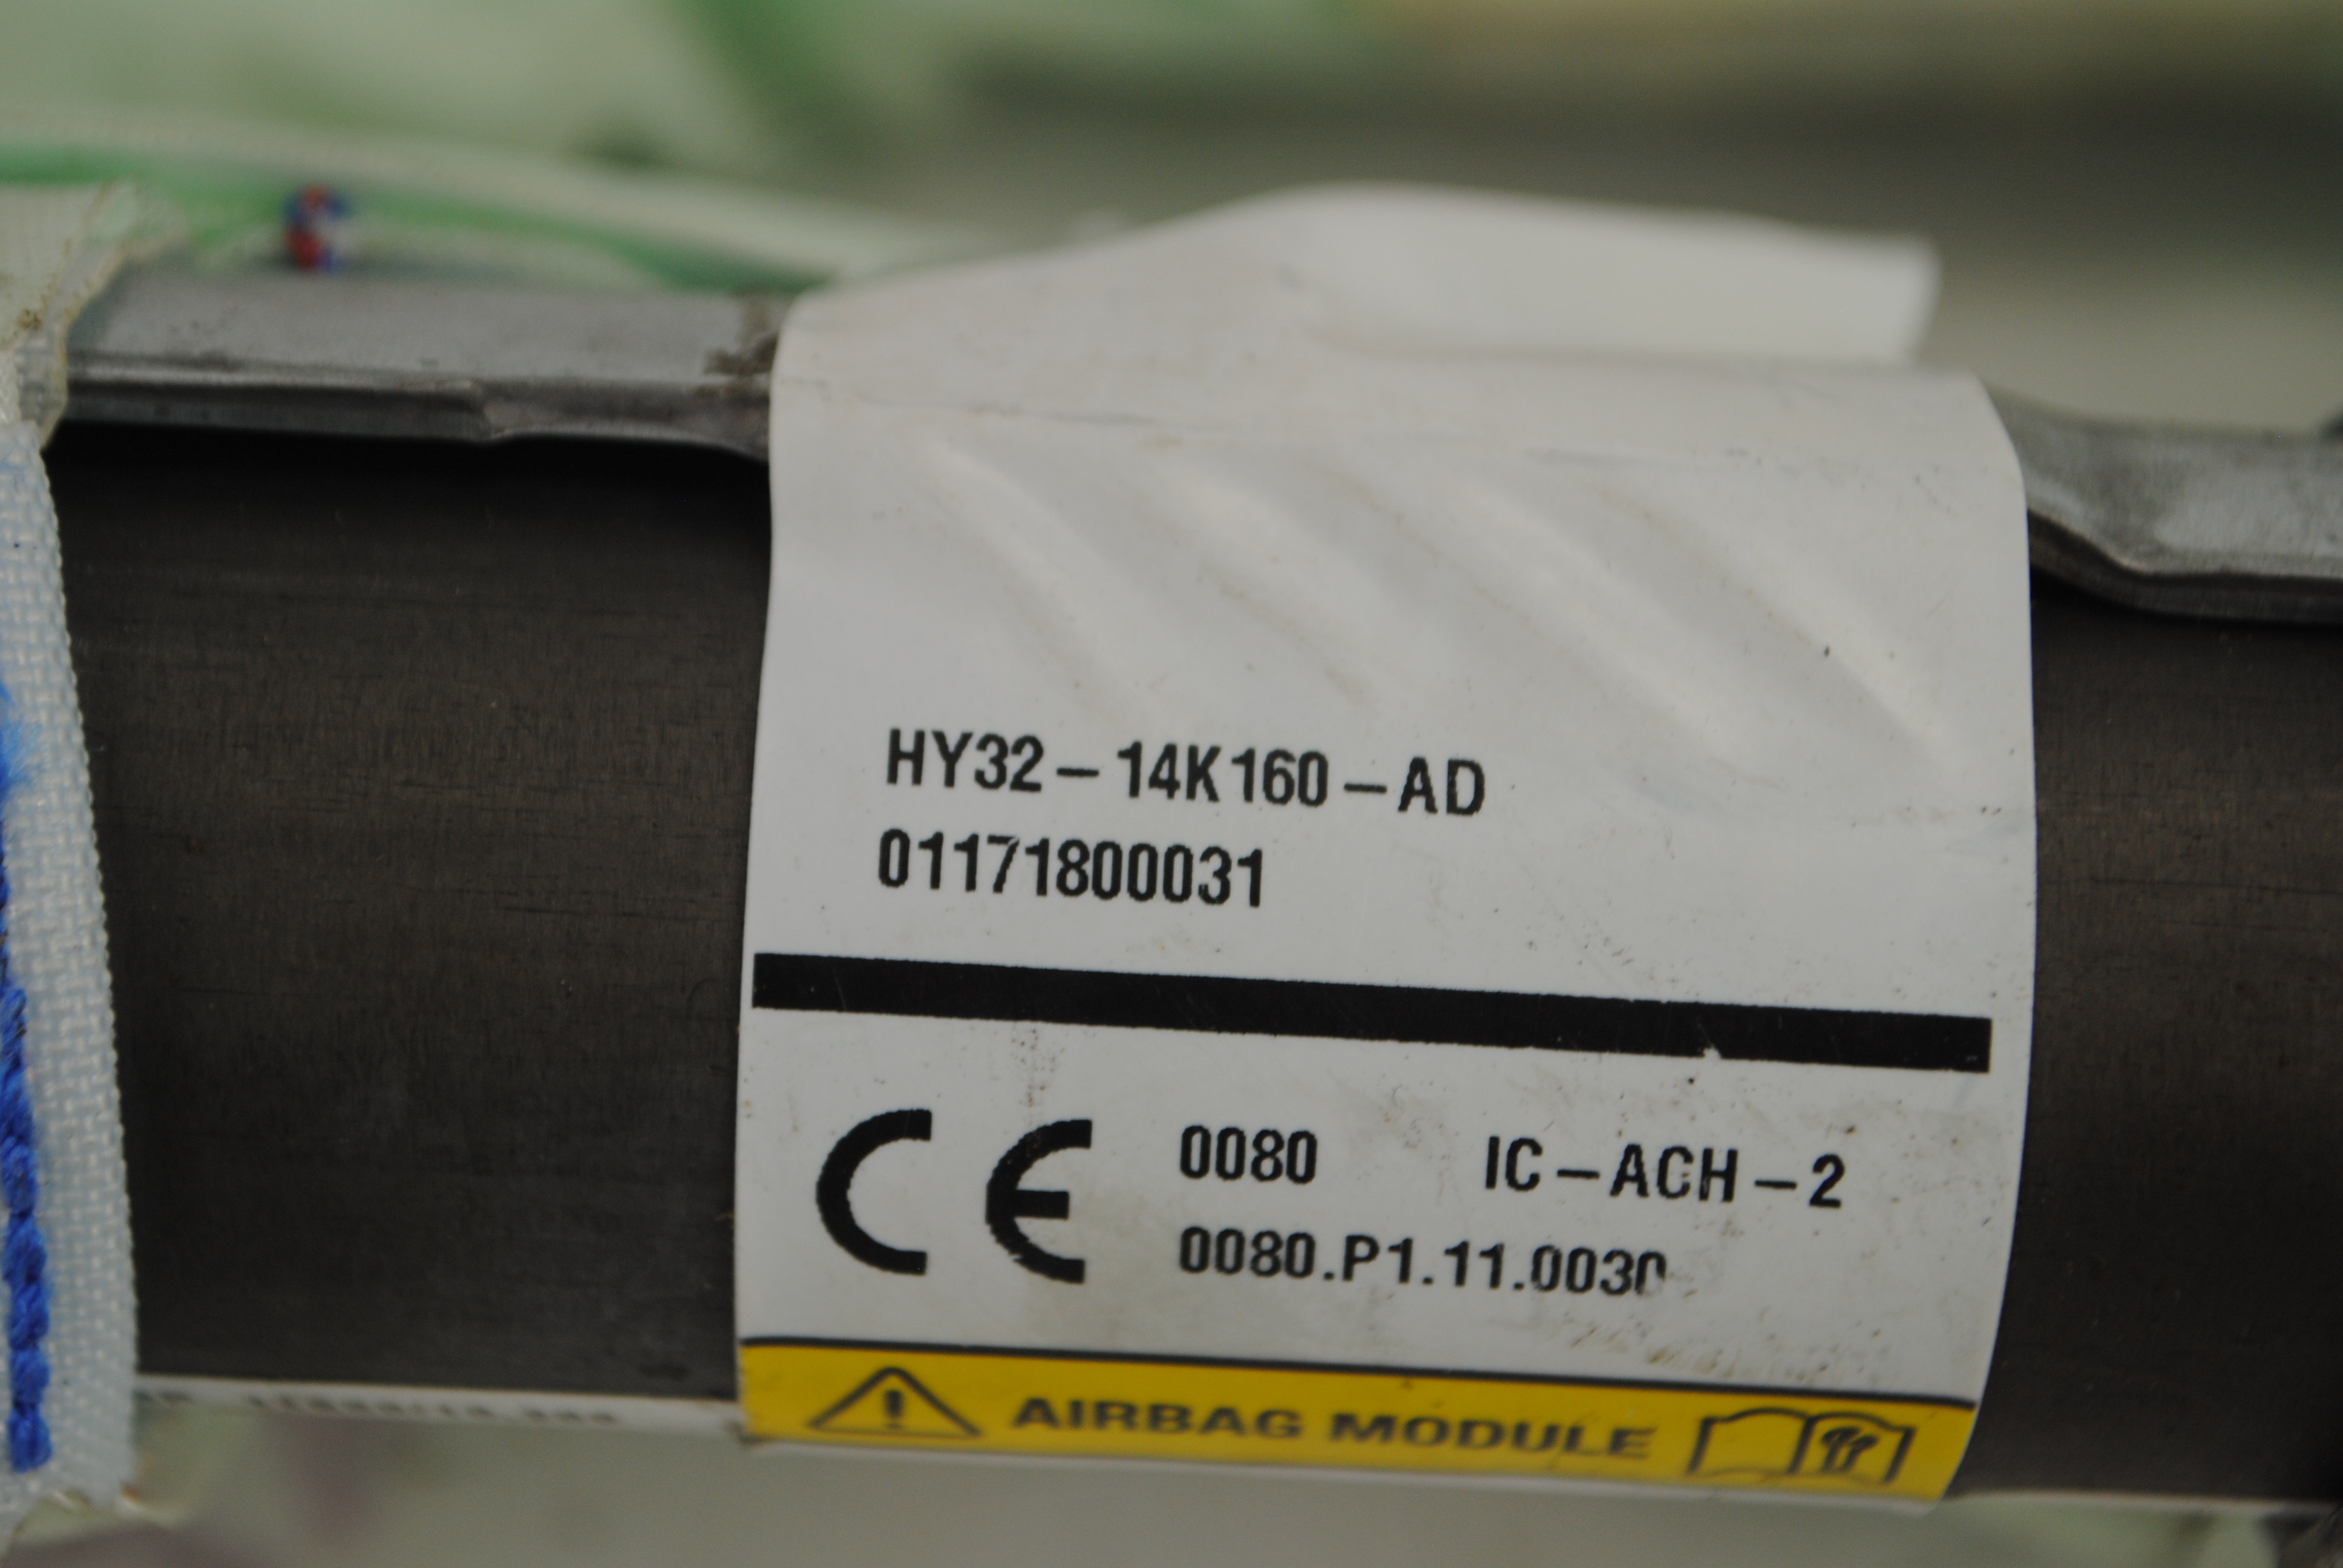 HY32-14K160-AD
01171800031
CE 0080 IC-ACH-2
0080.P1.11.0030
AIRBAG MODULE